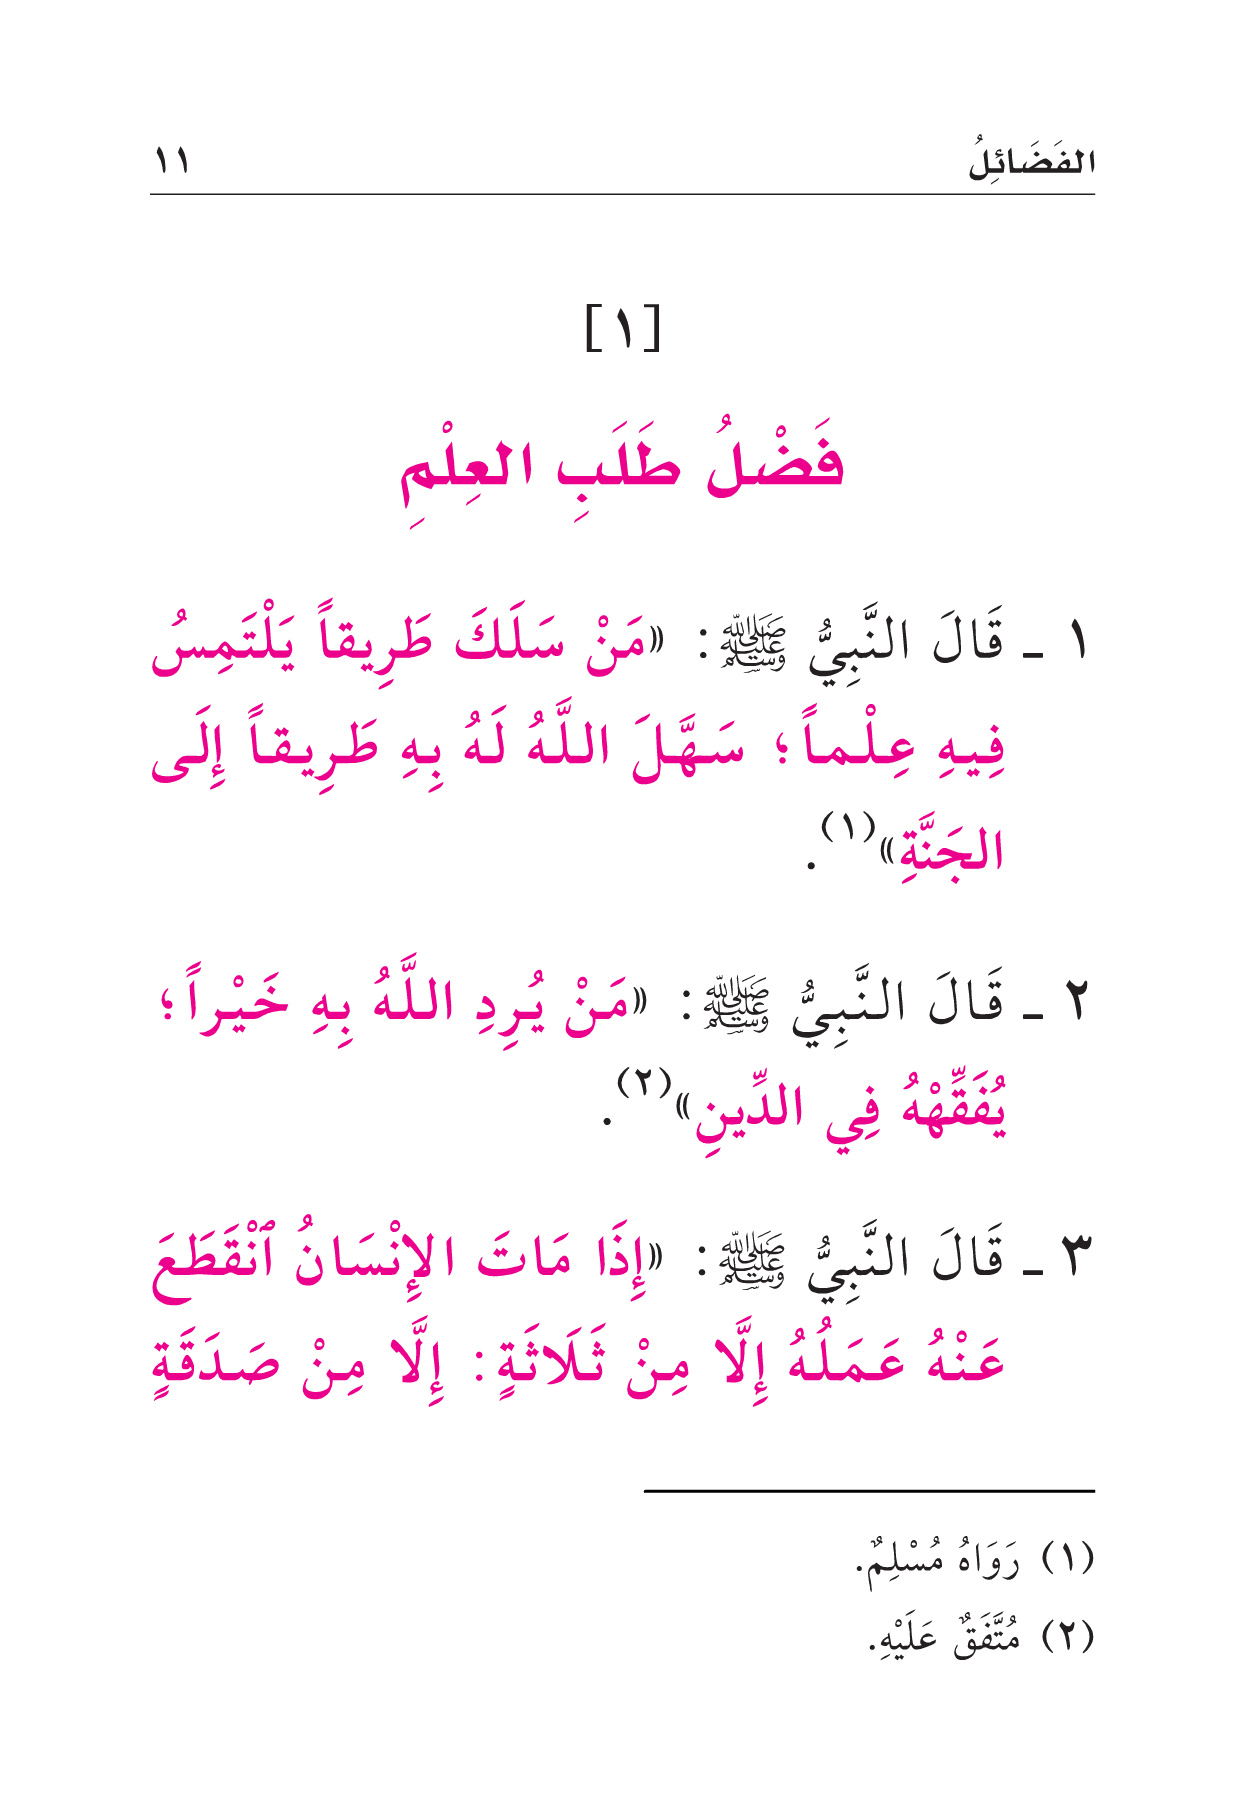 الفَضَائِلُ ١١
[١]
فَضْلُ طَلَبِ العِلْمِ
١ ـ قَالَ النَّبِيُّ ﷺ: «مَنْ سَلَكَ طَرِيقاً يَلْتَمِسُ
فِيهِ عِلْماً؛ سَهَّلَ اللَّهُ لَهُ بِهِ طَرِيقاً إِلَى
الجَنَّةِ»(١).
٢ ـ قَالَ النَّبِيُّ ﷺ: «مَنْ يُرِدِ اللَّهُ بِهِ خَيْراً؛
يُفَقِّهْهُ فِي الدِّينِ»(٢).
٣ ـ قَالَ النَّبِيُّ ﷺ: «إِذَا مَاتَ الإِنْسَانُ ٱنْقَطَعَ
عَنْهُ عَمَلُهُ إِلَّا مِنْ ثَلَاثَةٍ: إِلَّا مِنْ صَدَقَةٍ
(١) رَوَاهُ مُسْلِمٌ.
(٢) مُتَّفَقٌ عَلَيْهِ.